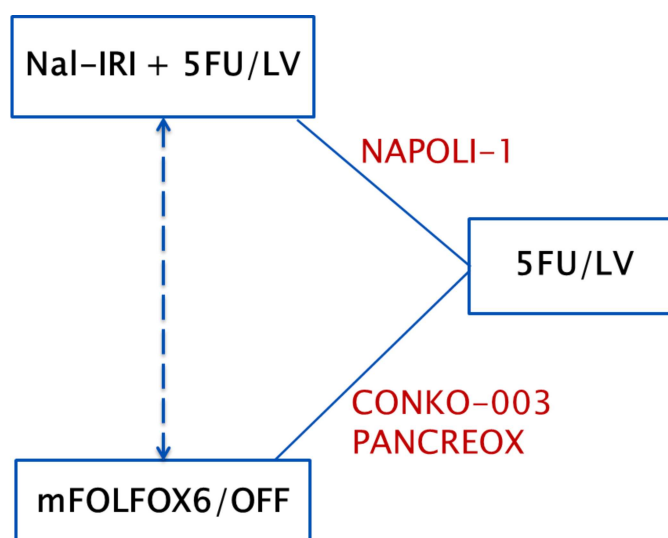 Nal-IRI + 5FU/LV
NAPOLI-1
5FU/LV
CONKO-003
PANCREOX
mFOLFOX6/OFF